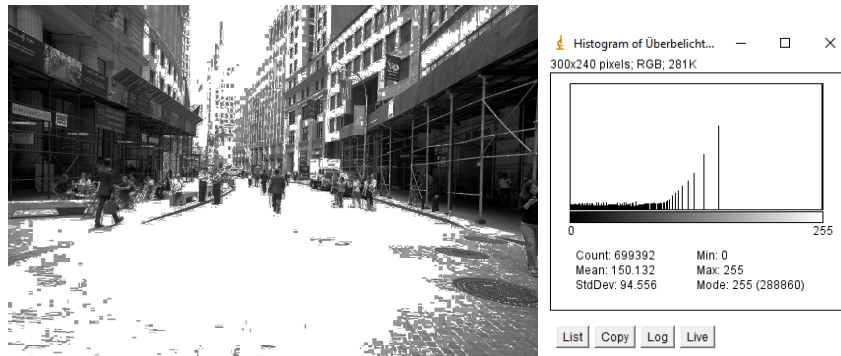 Histogram of Überbelicht...
300x240 pixels; RGB; 281K
0 255
Count: 699392 Min: 0
Mean: 150.132 Max: 255
StdDev: 94.556 Mode: 255 (288860)
List Copy Log Live